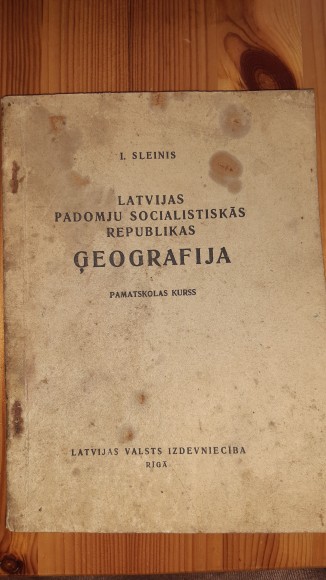 I. SLEINIS
LATVIJAS
PADOMJU SOCIALISTISKĀS
REPUBLIKAS
ĢEOGRAFIJA
PAMATSKOLAS KURSS
LATVIJAS VALSTS IZDEVNIECĪBA
RĪGĀ